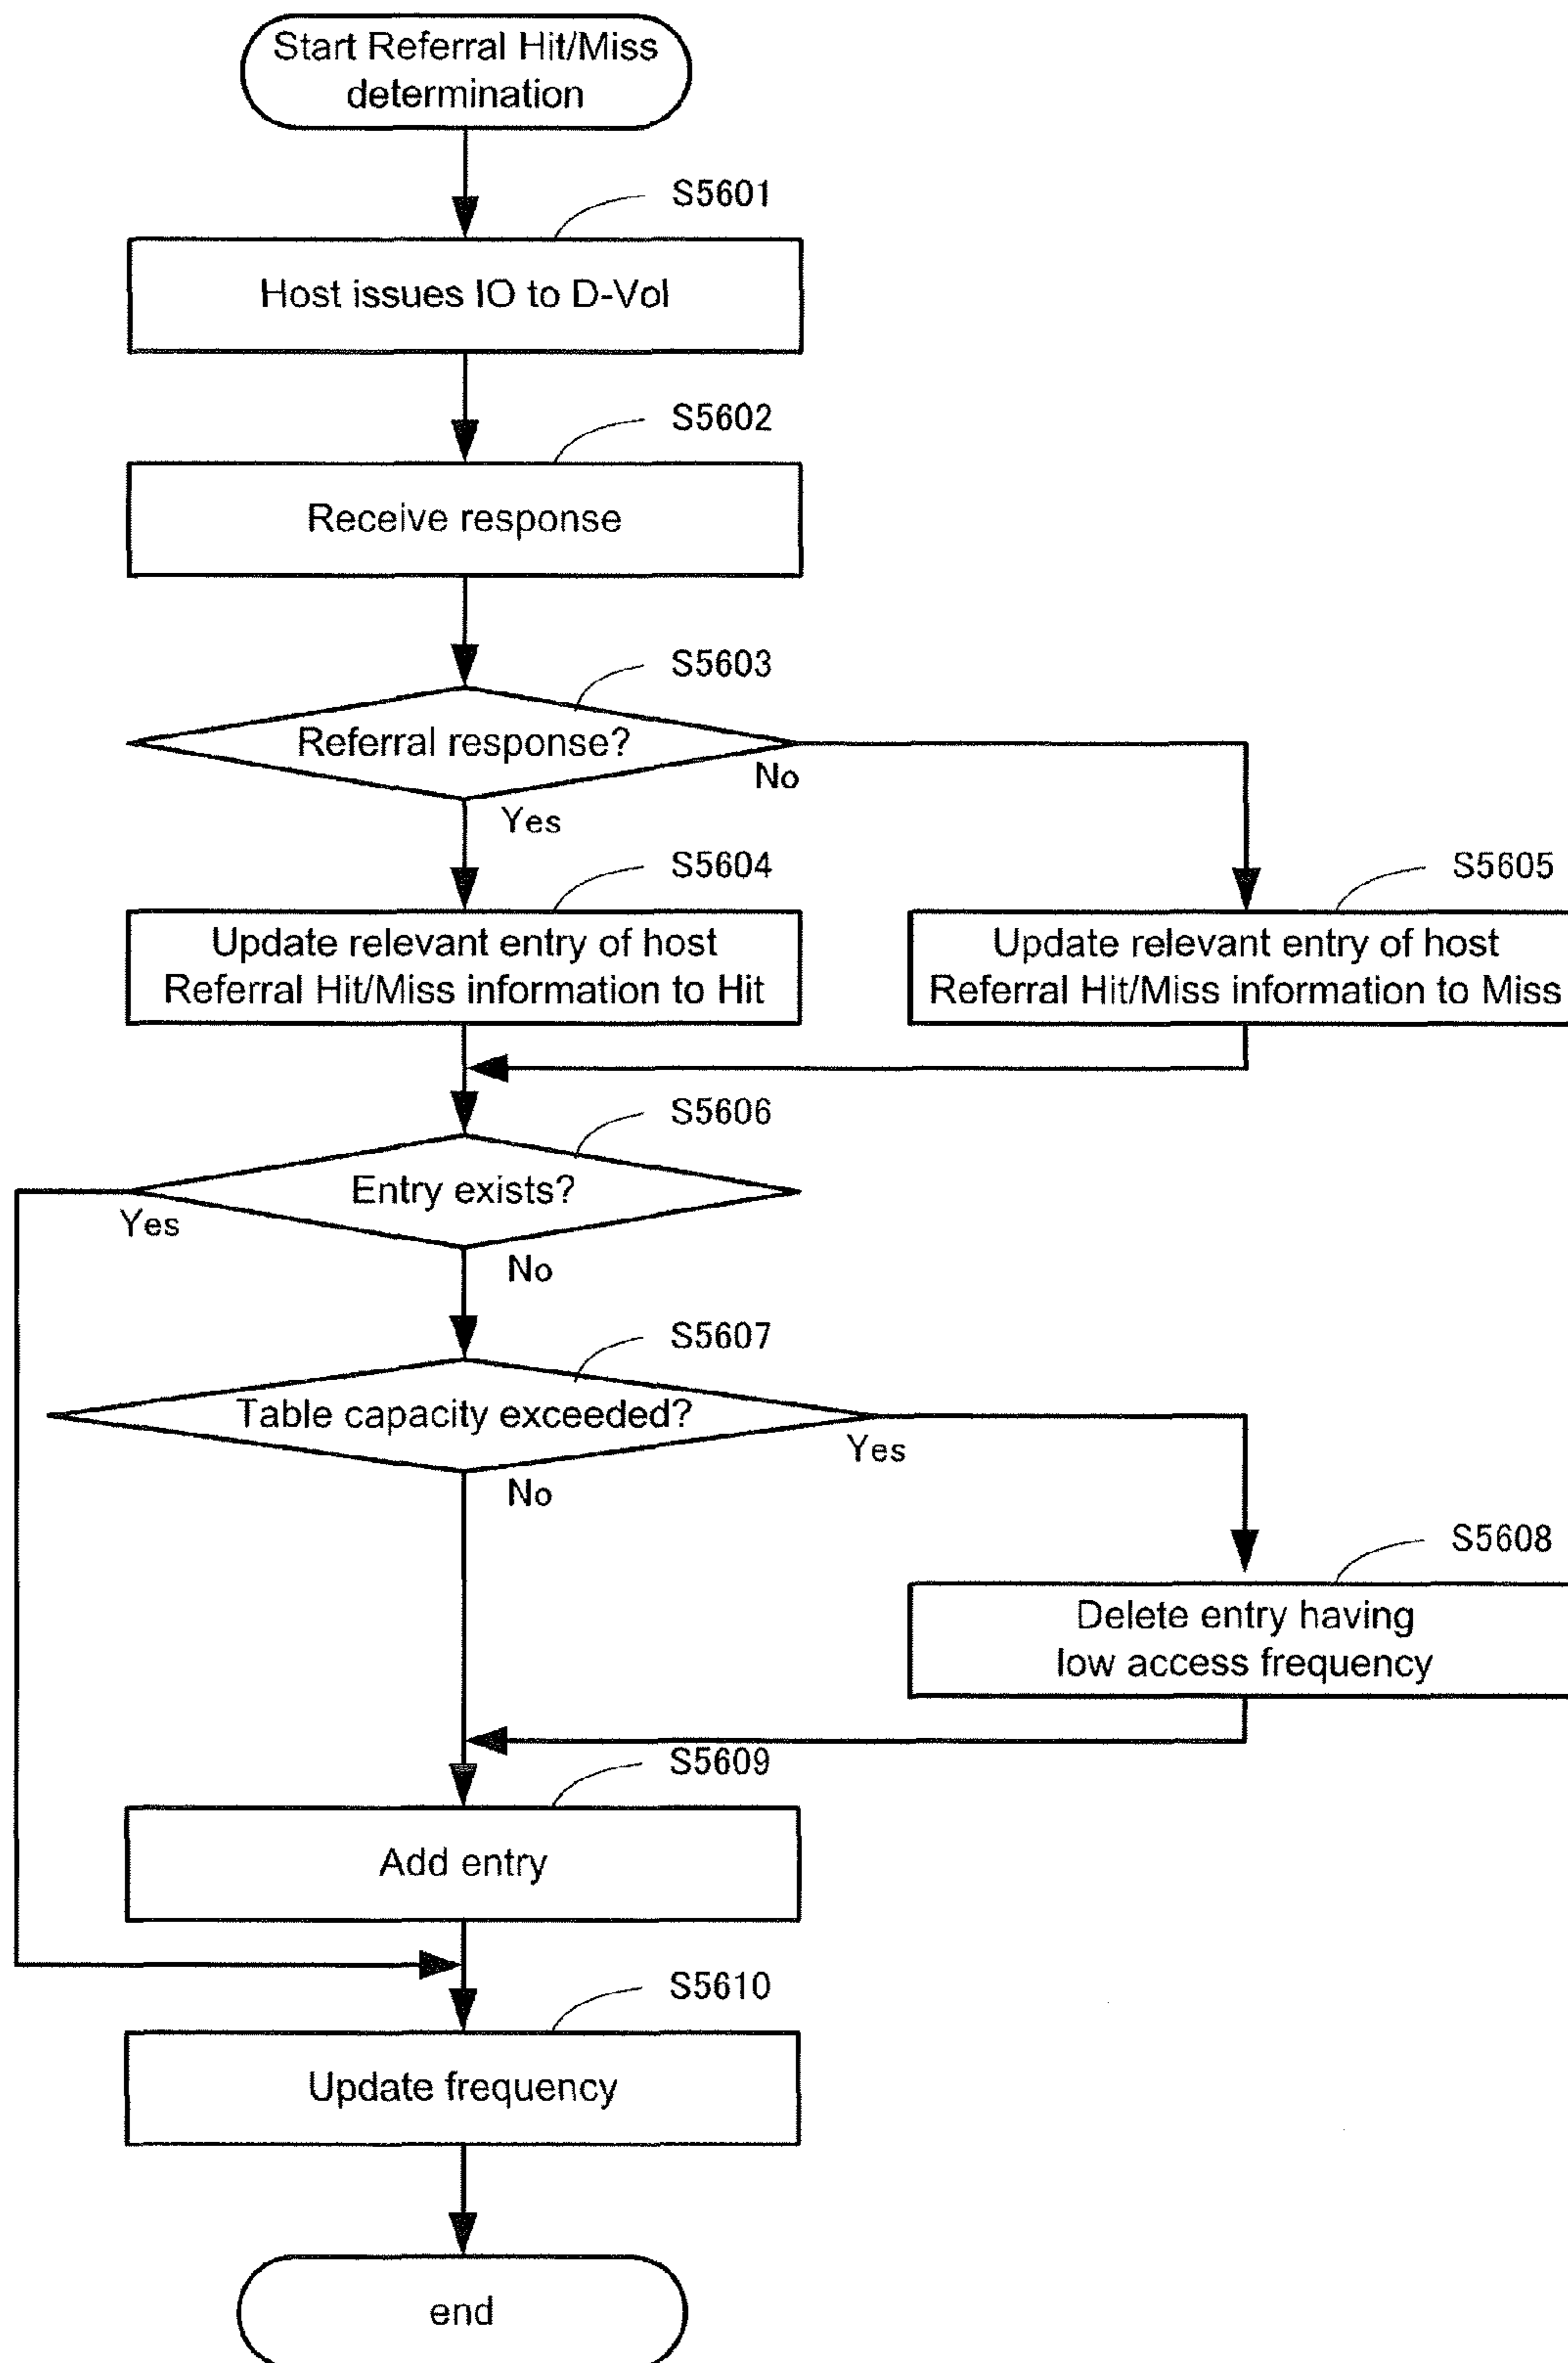 Start Referral Hit/Miss
determination
S5601
Host issues IO to D-Vol
S5602
Receive response
S5603
Referral response?
No
Yes
S5604
Update relevant entry of host
Referral Hit/Miss information to Hit
S5605
Update relevant entry of host
Referral Hit/Miss information to Miss
S5606
Entry exists?
Yes
No
S5607
Table capacity exceeded?
Yes
No
S5608
Delete entry having
low access frequency
S5609
Add entry
S5610
Update frequency
end